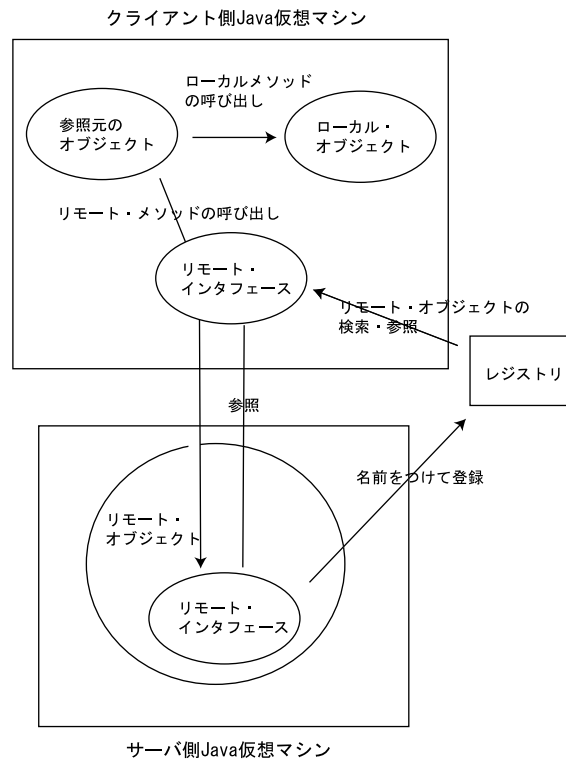 クライアント側Java仮想マシン
ローカルメソッド
の呼び出し
参照元の
オブジェクト
ローカル・
オブジェクト
リモート・メソッドの呼び出し
リモート・
インタフェース
リモート・オブジェクトの
検索・参照
レジストリ
参照
名前をつけて登録
リモート・
オブジェクト
リモート・
インタフェース
サーバ側Java仮想マシン